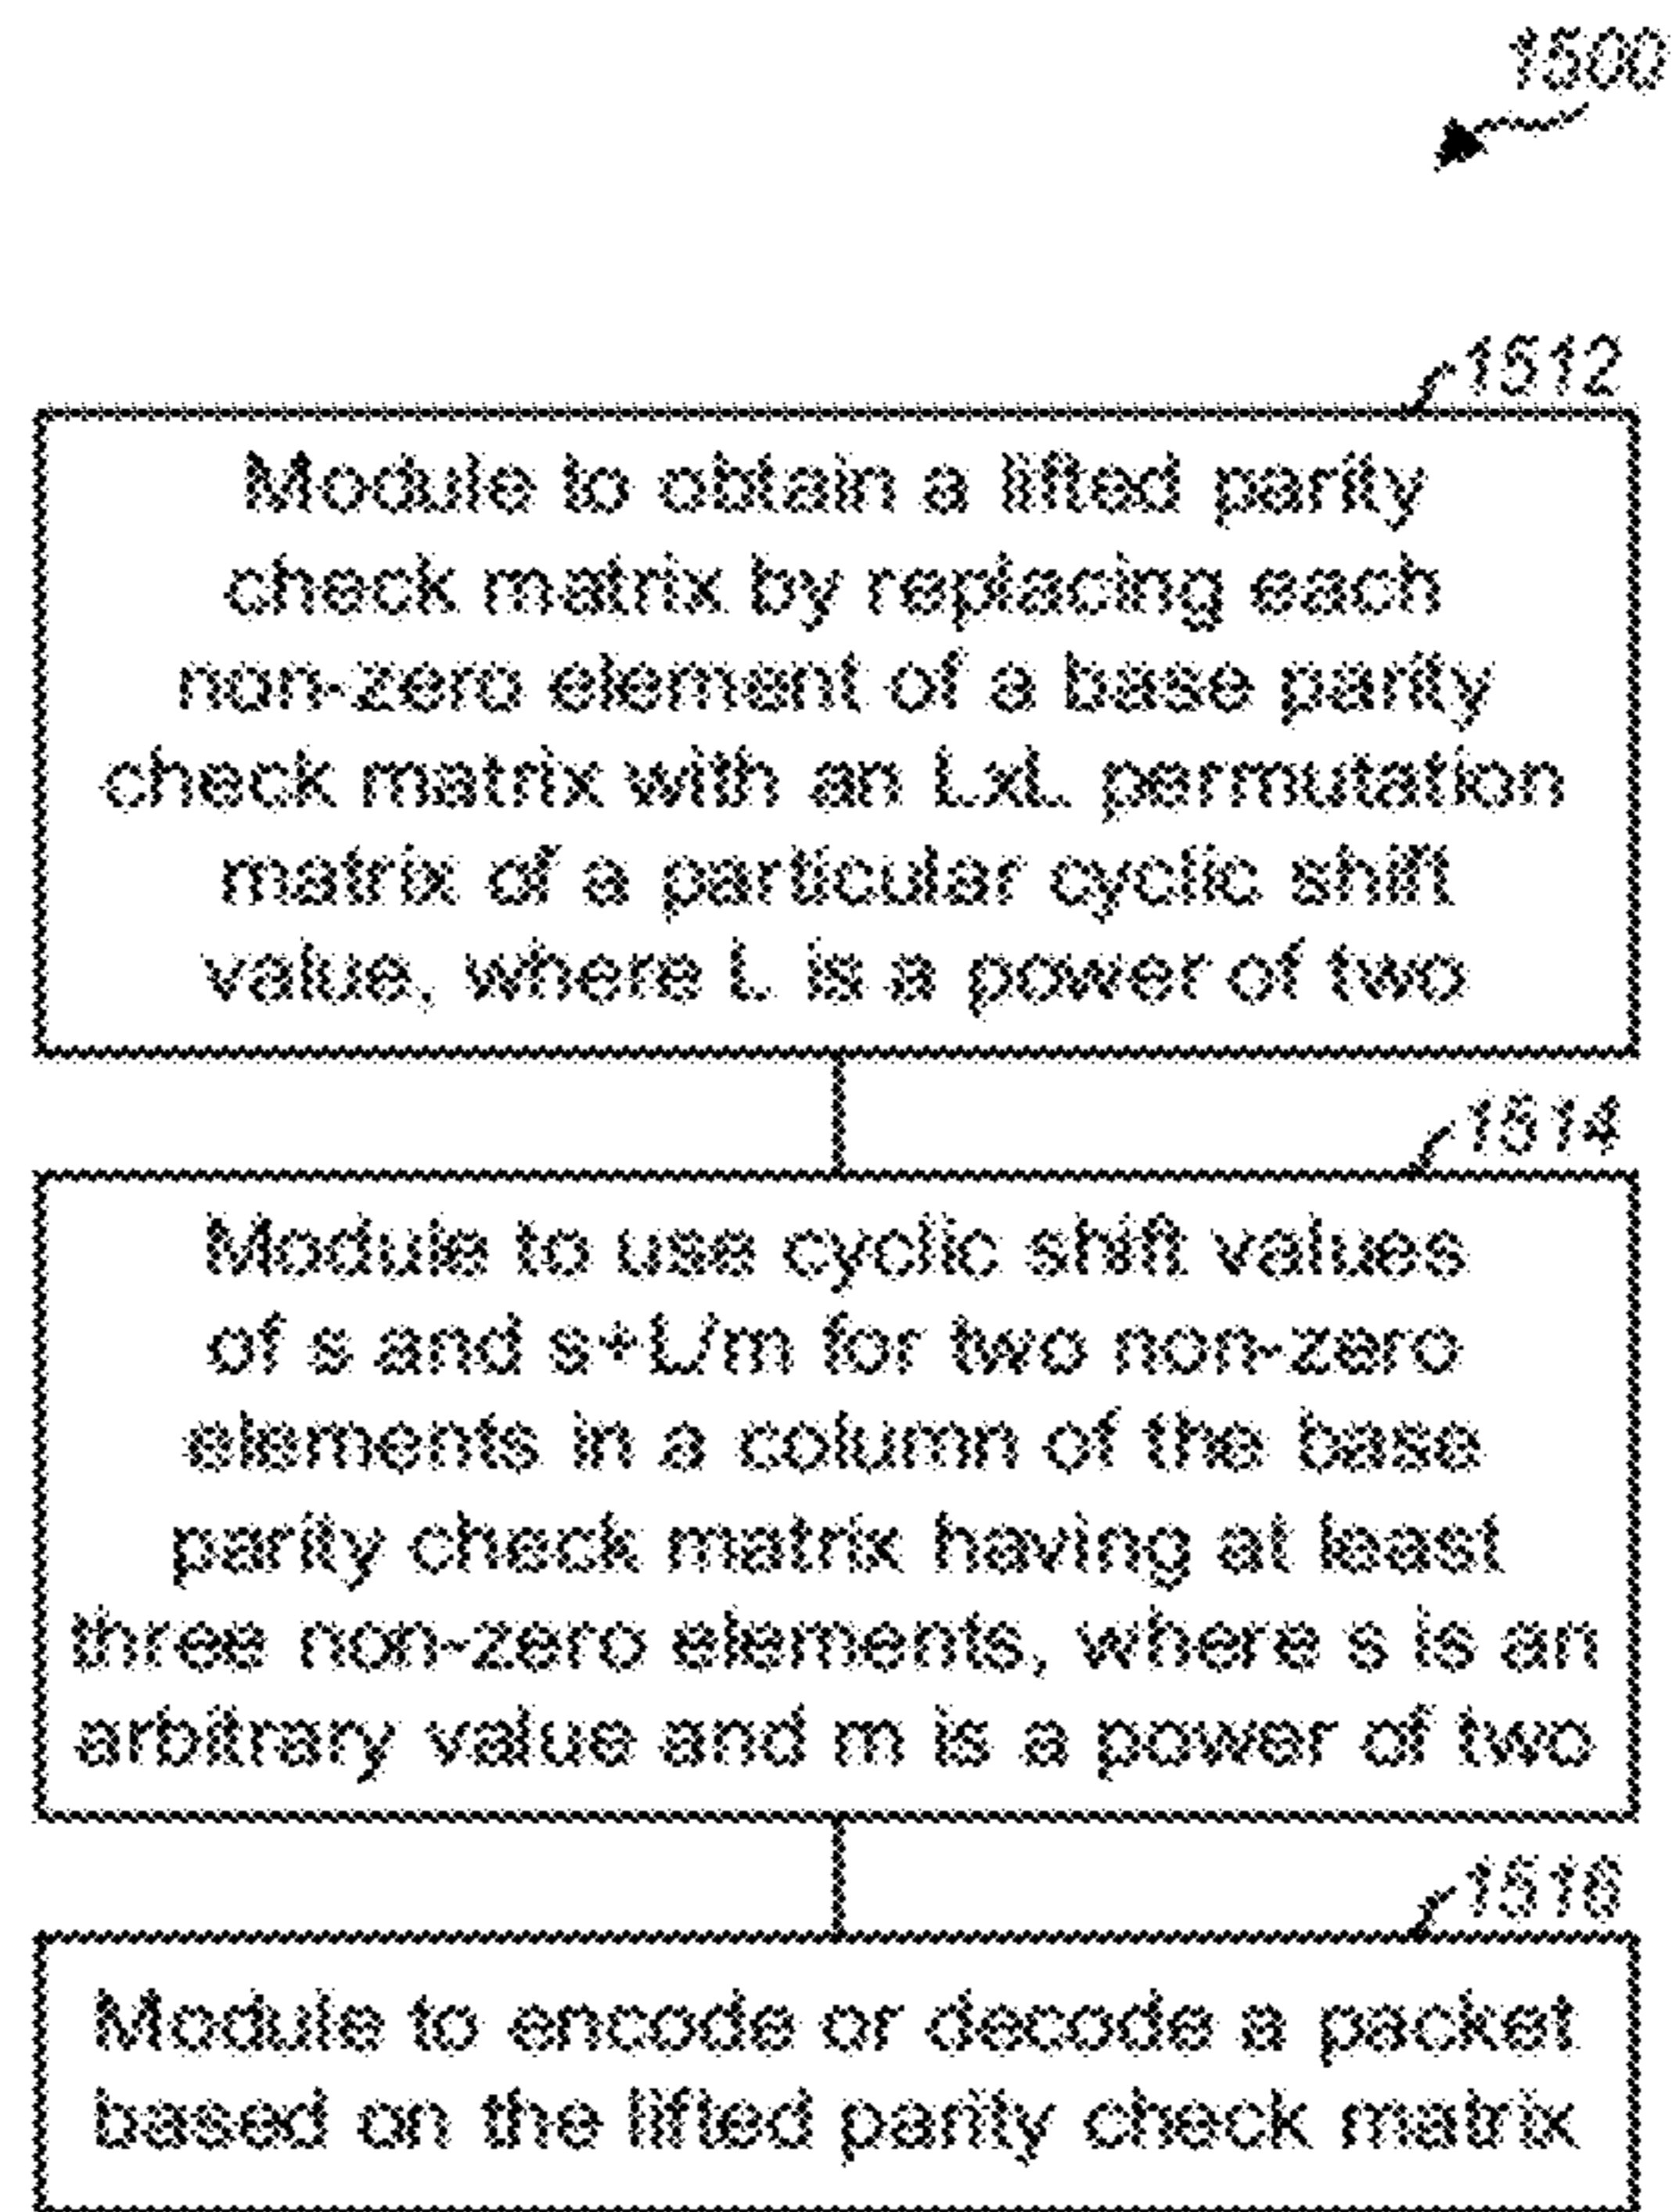 1500
1512
Module to obtain a lifted parity
check matrix by replacing each
non-zero element of a base parity
check matrix with an LxL permutation
matrix of a particular cyclic shift
value, where L is a power of two
1514
Module to use cyclic shift values
of s and s+L/m for two non-zero
elements in a column of the base
parity check matrix having at least
three non-zero elements, where s is an
arbitrary value and m is a power of two
1516
Module to encode or decode a packet
based on the lifted parity check matrix